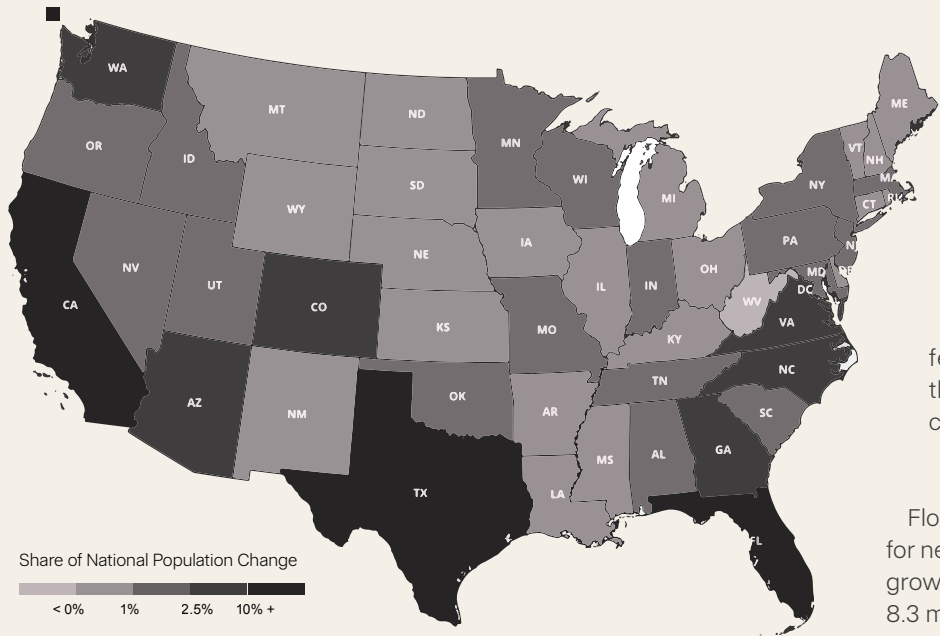 WA
MT
ND
MN
ME
OR
ID
SD
WI
VT
NH
NY
MA
WY
MI
CT
RI
IA
PA
NV
UT
NE
IL
IN
OH
MD
DE
DC
CA
CO
WV
VA
KS
MO
KY
NC
TN
AZ
NM
OK
AR
SC
MS
AL
GA
TX
LA
FL
Share of National Population Change
< 0% 1% 2.5% 10% +
Flo
for ne
grow
8.3 m